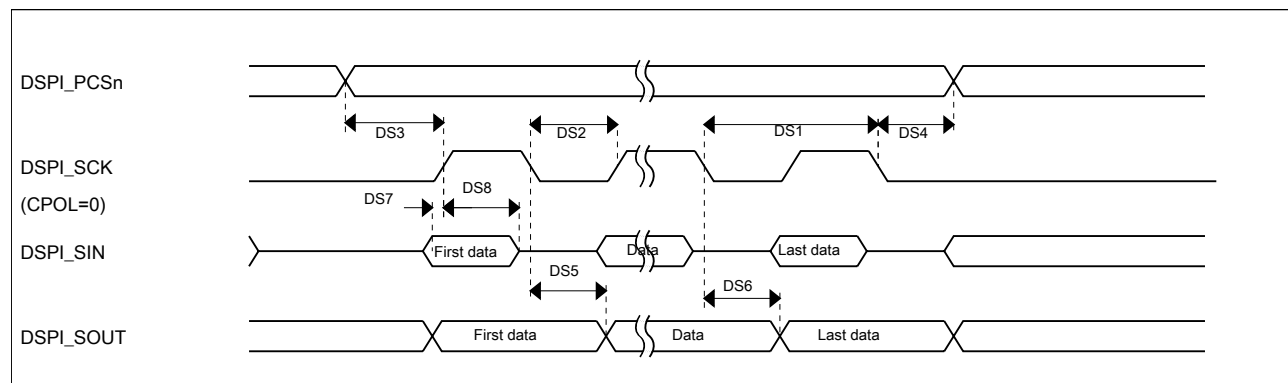 DSPI_PCSn
DS3
DS2
DS1
DS4
DSPI_SCK
(CPOL=0)
DS7
DS8
DSPI_SIN
First data
Data
Last data
DS5
DS6
DSPI_SOUT
First data
Data
Last data